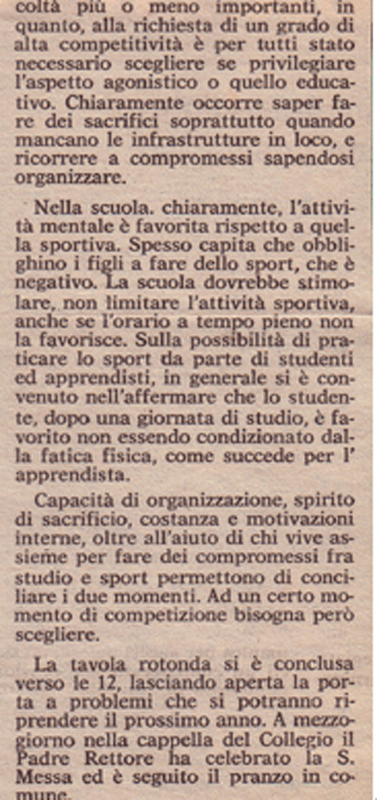 coltà più o meno importanti, in
quanto, alla richiesta di un grado di
alta competitività è per tutti stato
necessario scegliere se privilegiare
l'aspetto agonistico o quello educa-
tivo. Chiaramente occorre saper fa-
re dei sacrifici soprattutto quando
mancano le infrastrutture in loco, e
ricorrere a compromessi sapendosi
organizzare.
Nella scuola. chiaramente, l'attivi-
tà mentale è favorita rispetto a quel-
la sportiva. Spesso capita che obbli-
ghino i figli a fare dello sport, che è
negativo. La scuola dovrebbe stimo-
lare, non limitare l'attività sportiva,
anche se l'orario a tempo pieno non
la favorisce. Sulla possibilità di pra-
ticare lo sport da parte di studenti
ed apprendisti, in generale si è con-
venuto nell'affermare che lo studen-
te, dopo una giornata di studio, è fa-
vorito non essendo condizionato dal-
la fatica fisica, come succede per l'
apprendista.
Capacità di organizzazione, spirito
di sacrificio, costanza e motivazioni
interne, oltre all'aiuto di chi vive as-
sieme per fare dei compromessi fra
studio e sport permettono di conci-
liare i due momenti. Ad un certo mo-
mento di competizione bisogna però
scegliere.
La tavola rotonda si è conclusa
verso le 12, lasciando aperta la por-
ta a problemi che si potranno ri-
prendere il prossimo anno. A mezzo-
giorno nella cappella del Collegio il
Padre Rettore ha celebrato la S.
Messa ed è seguito il pranzo in co-
mune.